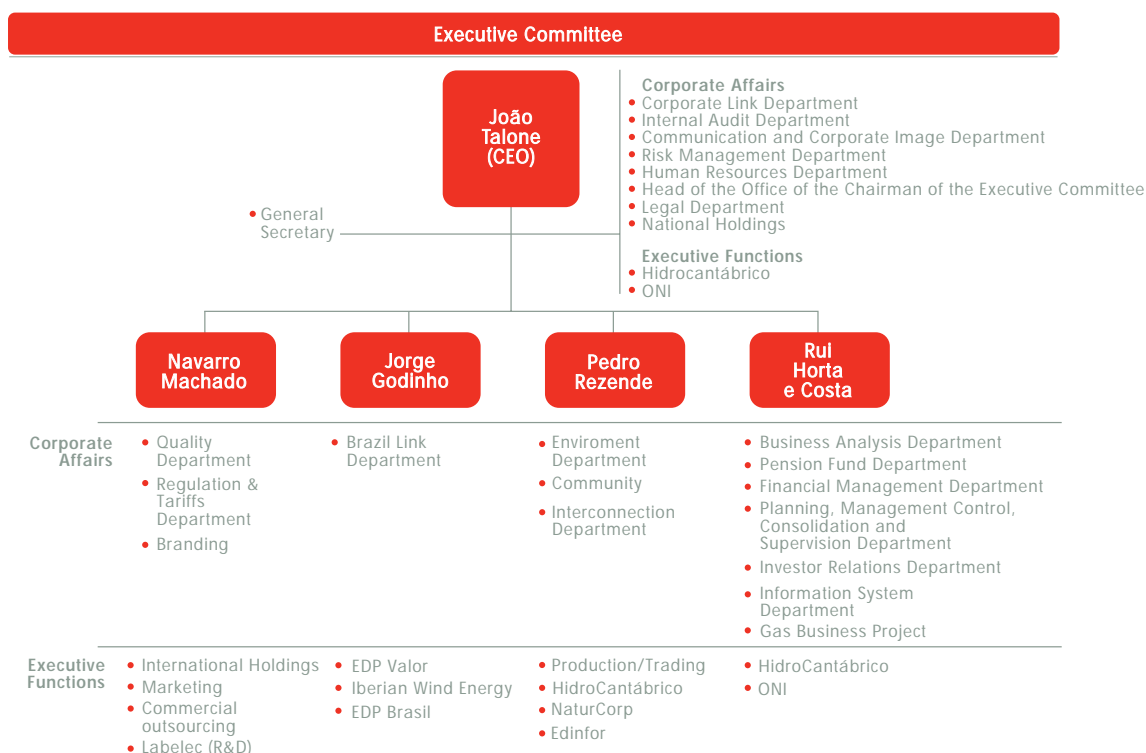 Executive Committee
João
Talone
(CEO)
Corporate Affairs
• Corporate Link Department
• Internal Audit Department
• Communication and Corporate Image Department
• Risk Management Department
• Human Resources Department
• Head of the Office of the Chairman of the Executive Committee
• Legal Department
• National Holdings
• General
Secretary
Executive Functions
• Hidrocantábrico
• ONI
Navarro
Machado
Jorge
Godinho
Pedro
Rezende
Rui
Horta
e Costa
Corporate
Affairs
• Quality
Department
• Regulation &
Tariffs
Department
• Branding
• Brazil Link
Department
• Enviroment
Department
• Community
• Interconnection
Department
• Business Analysis Department
• Pension Fund Department
• Financial Management Department
• Planning, Management Control,
Consolidation and
Supervision Department
• Investor Relations Department
• Information System
Department
• Gas Business Project
Executive
Functions
• International Holdings
• Marketing
• Commercial
outsourcing
• Labelec (R&D)
• EDP Valor
• Iberian Wind Energy
• EDP Brasil
• Production/Trading
• HidroCantábrico
• NaturCorp
• Edinfor
• HidroCantábrico
• ONI